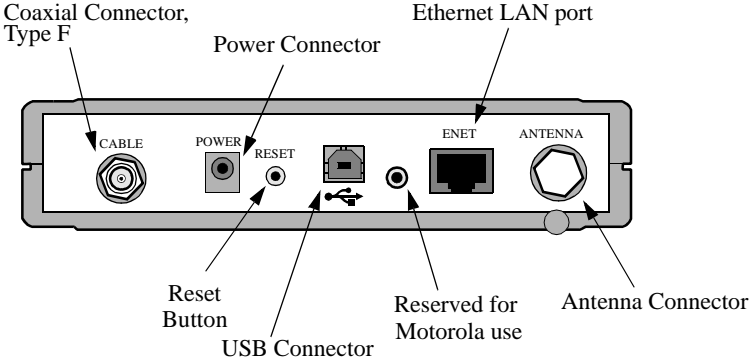 Coaxial Connector,
Type F
Ethernet LAN port
Power Connector
CABLE
POWER
RESET
ENET
ANTENNA
Reset
Button
USB Connector
Reserved for
Motorola use
Antenna Connector